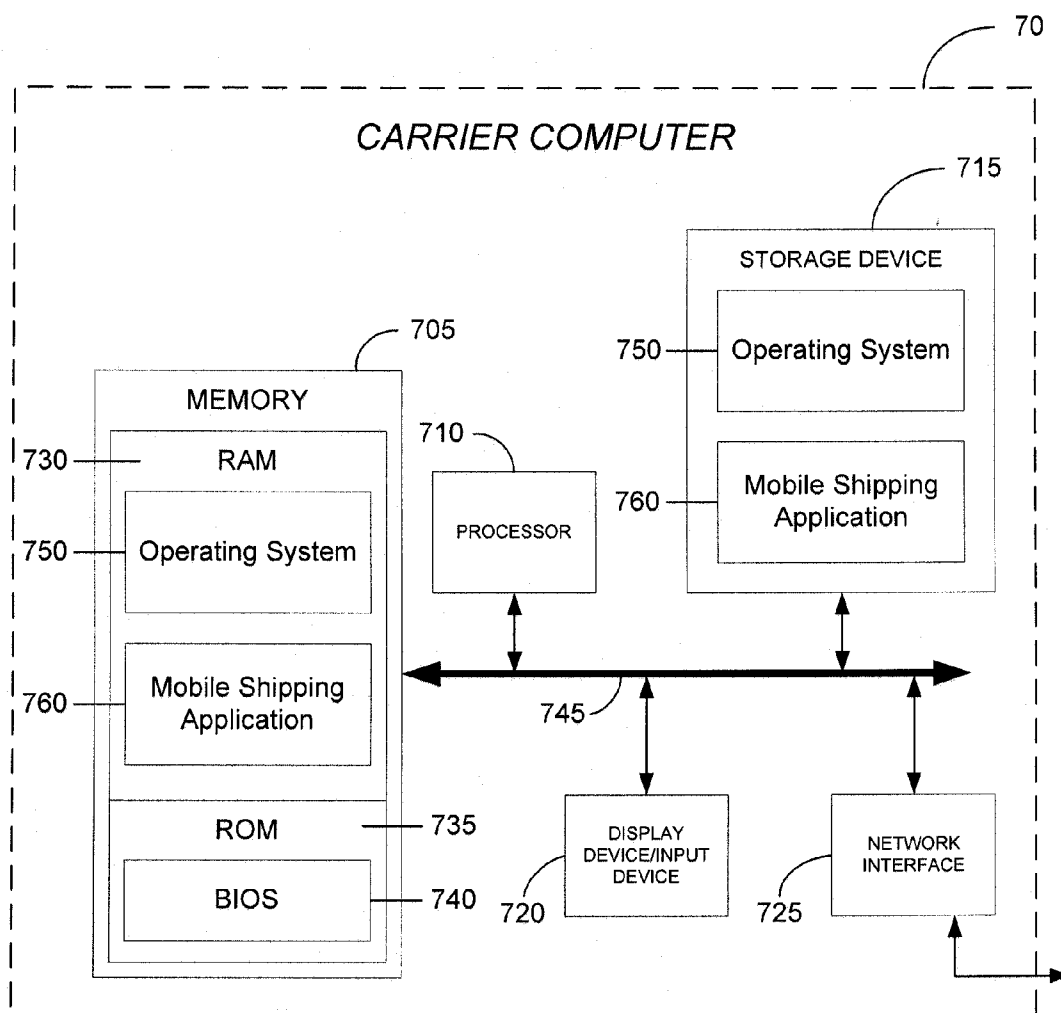 70
CARRIER COMPUTER
715
STORAGE DEVICE
750
Operating System
760
Mobile Shipping
Application
705
MEMORY
730
RAM
750
Operating System
760
Mobile Shipping
Application
735
ROM
740
BIOS
710
PROCESSOR
745
720
DISPLAY
DEVICE/INPUT
DEVICE
725
NETWORK
INTERFACE